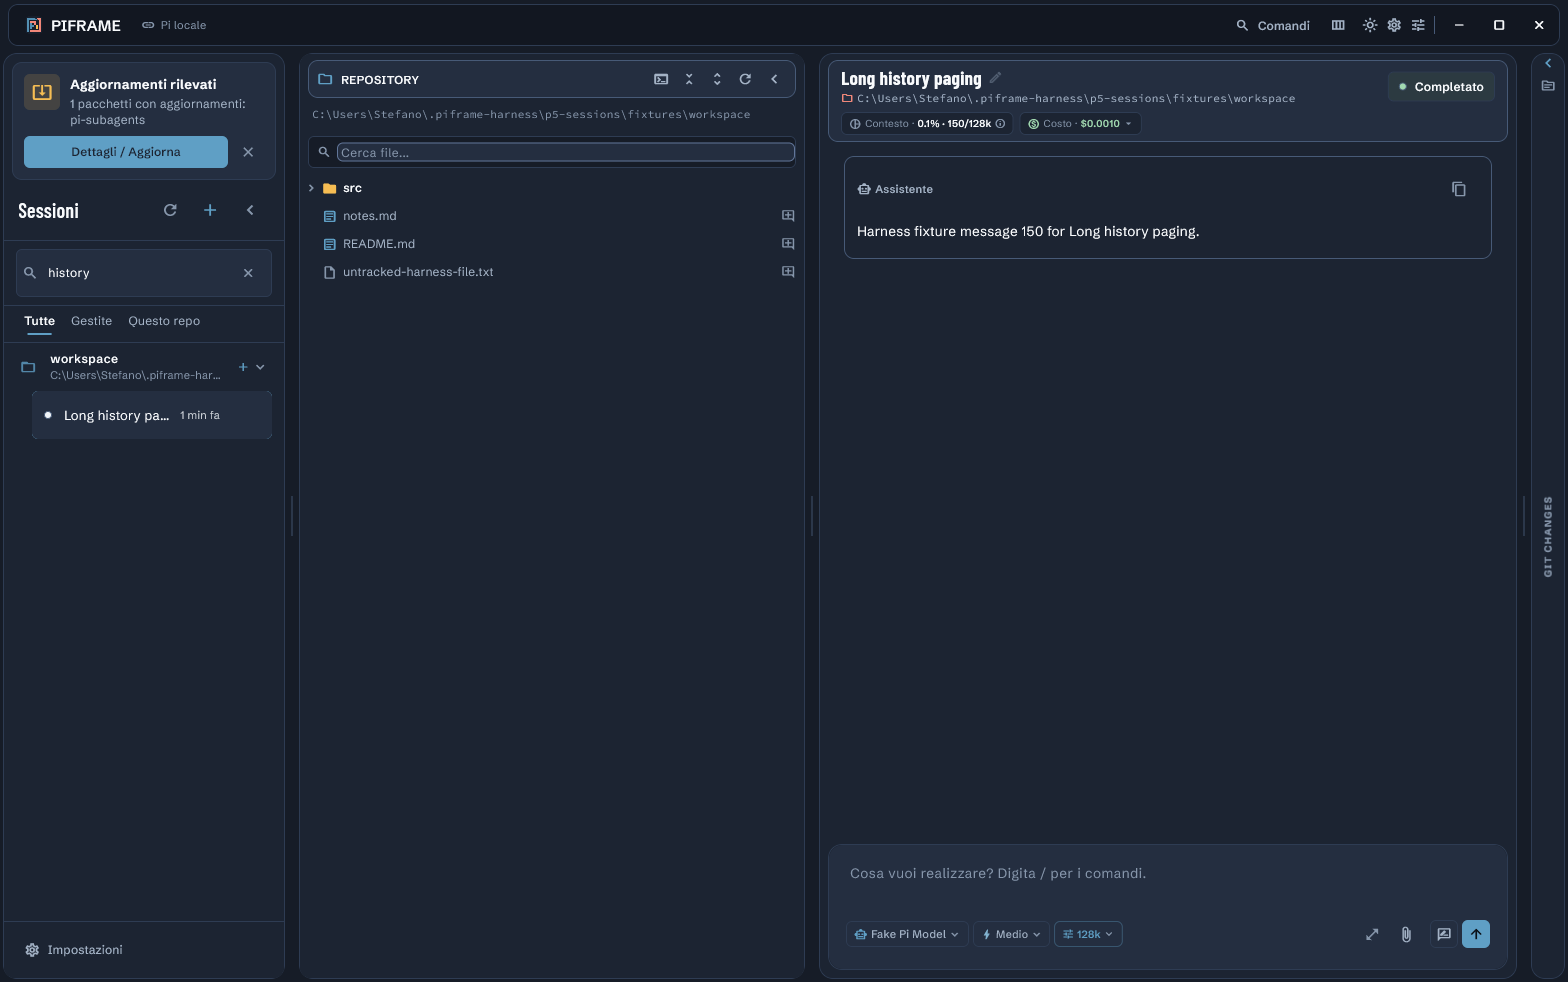 PIFRAME
Pi locale
Comandi
Aggiornamenti rilevati
1 pacchetti con aggiornamenti:
pi-subagents
Dettagli / Aggiorna
Sessioni
history
Tutte
Gestite
Questo repo
workspace
C:\Users\Stefano\.piframe-har...
Long history pa...
1 min fa
Impostazioni
REPOSITORY
C:\Users\Stefano\.piframe-harness\p5-sessions\fixtures\workspace
Cerca file...
src
notes.md
README.md
untracked-harness-file.txt
Long history paging
C:\Users\Stefano\.piframe-harness\p5-sessions\fixtures\workspace
Contesto · 0.1% · 150/128k
Costo · $0.0010
Completato
Assistente
Harness fixture message 150 for Long history paging.
Cosa vuoi realizzare? Digita / per i comandi.
Fake Pi Model
Medio
128k
GIT CHANGES